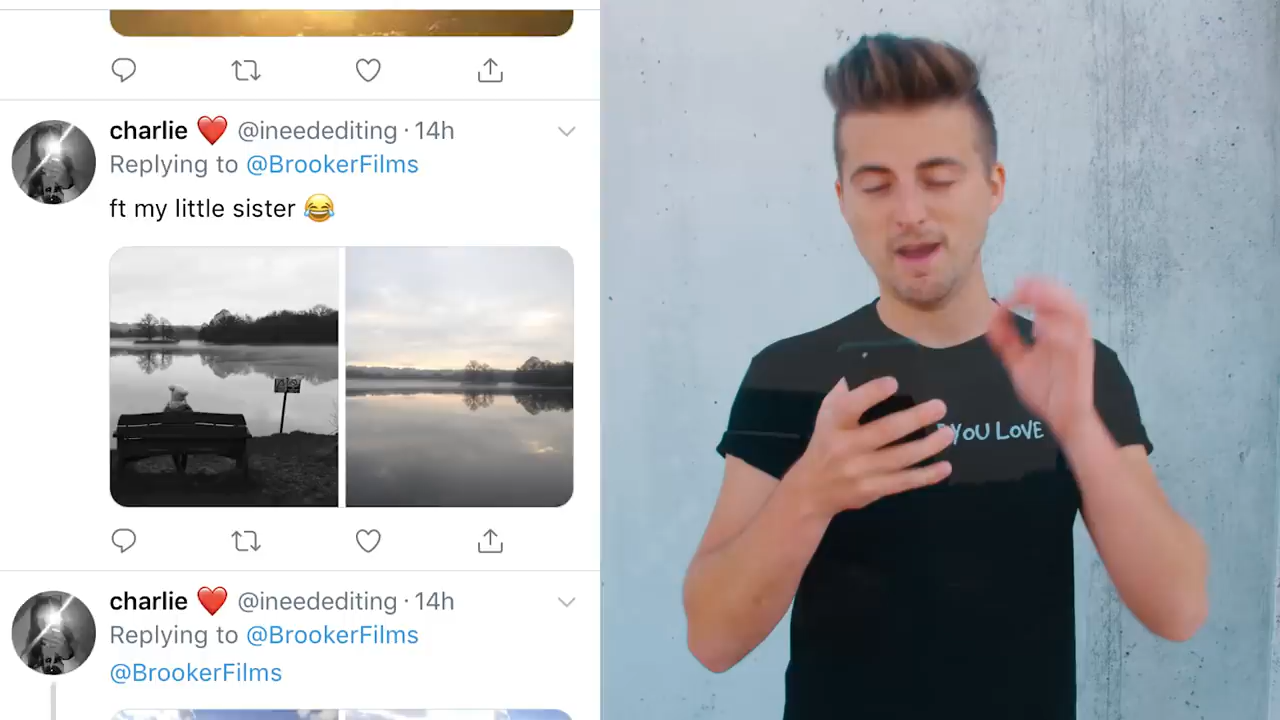 charlie ❤️ @ineedediting · 14h
Replying to @BrookerFilms
ft my little sister 😂
charlie ❤️ @ineedediting · 14h
Replying to @BrookerFilms
@BrookerFilms
YOU LOVE